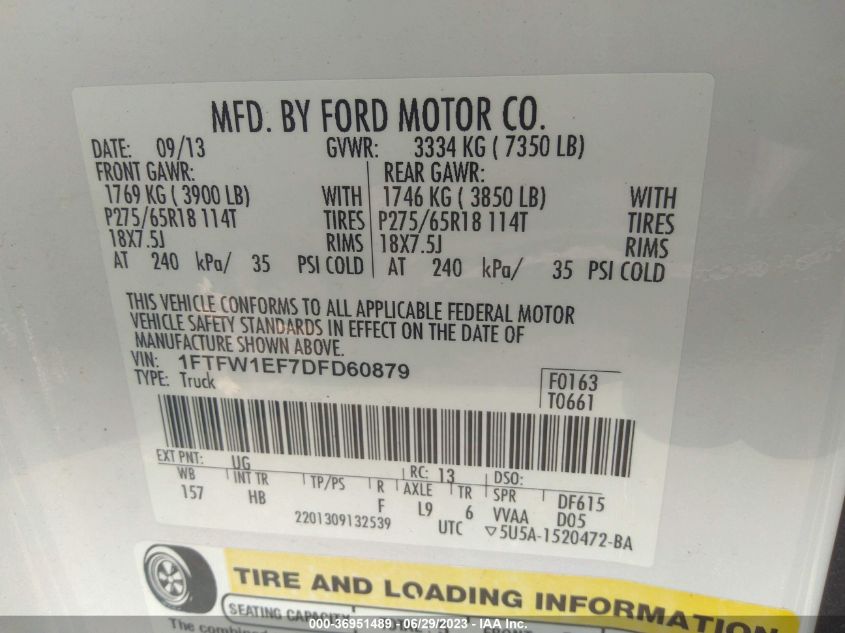 MFD. BY FORD MOTOR CO.
DATE: 09/13 GVWR: 3334 KG ( 7350 LB)
FRONT GAWR: REAR GAWR:
1769 KG ( 3900 LB) WITH 1746 KG ( 3850 LB) WITH
P275/65R18 114T TIRES P275/65R18 114T TIRES
18X7.5J RIMS 18X7.5J RIMS
AT 240 kPa/ 35 PSI COLD AT 240 kPa/ 35 PSI COLD
THIS VEHICLE CONFORMS TO ALL APPLICABLE FEDERAL MOTOR
VEHICLE SAFETY STANDARDS IN EFFECT ON THE DATE OF
MANUFACTURE SHOWN ABOVE.
VIN: 1FTFW1EF7DFD60879 F0163
TYPE: Truck T0661
EXT PNT: UG RC: 13 DSO:
WB INT TR TP/PS R AXLE TR SPR DF615
157 HB F L9 6 VVAA D05
2201309132539 UTC ▽5U5A-1520472-BA
TIRE AND LOADING INFORMATION
SEATING CAPACITY
The combined
000-36951489 - 06/29/2023 - IAA Inc.